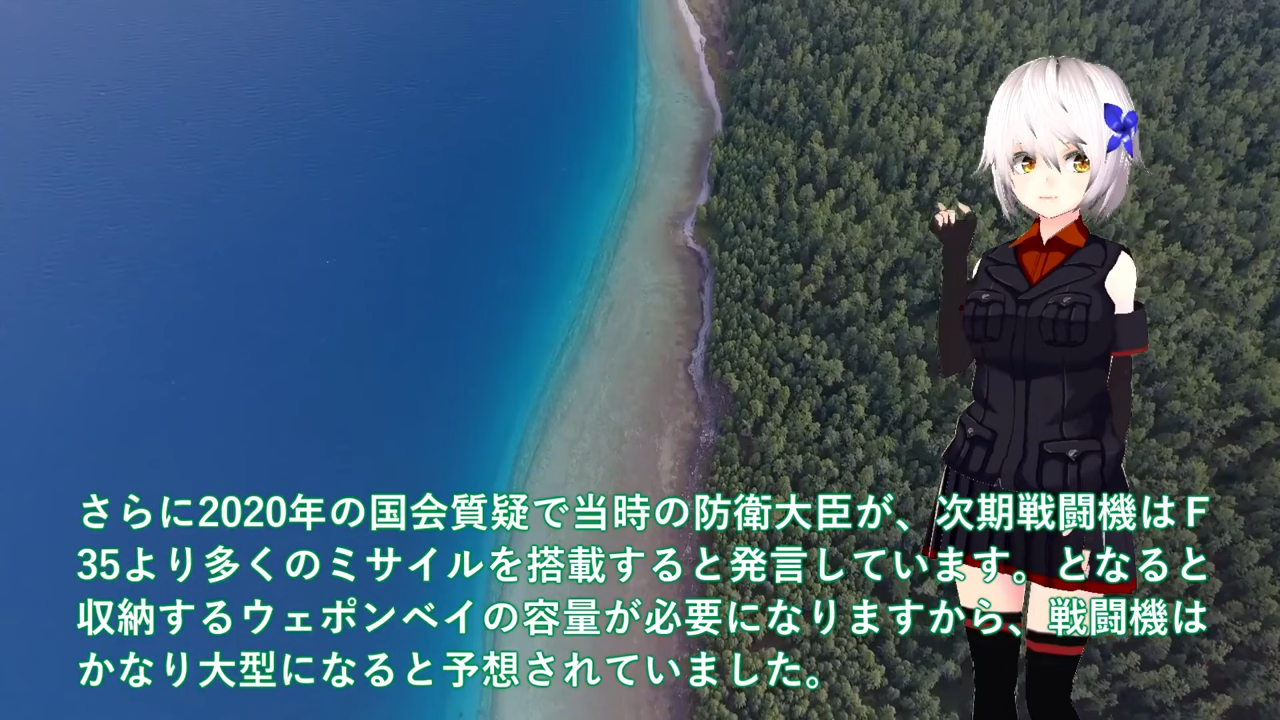 さらに2020年の国会質疑で当時の防衛大臣が、次期戦闘機はＦ
35より多くのミサイルを搭載すると発言しています。となると
収納するウェポンベイの容量が必要になりますから、戦闘機は
かなり大型になると予想されていました。